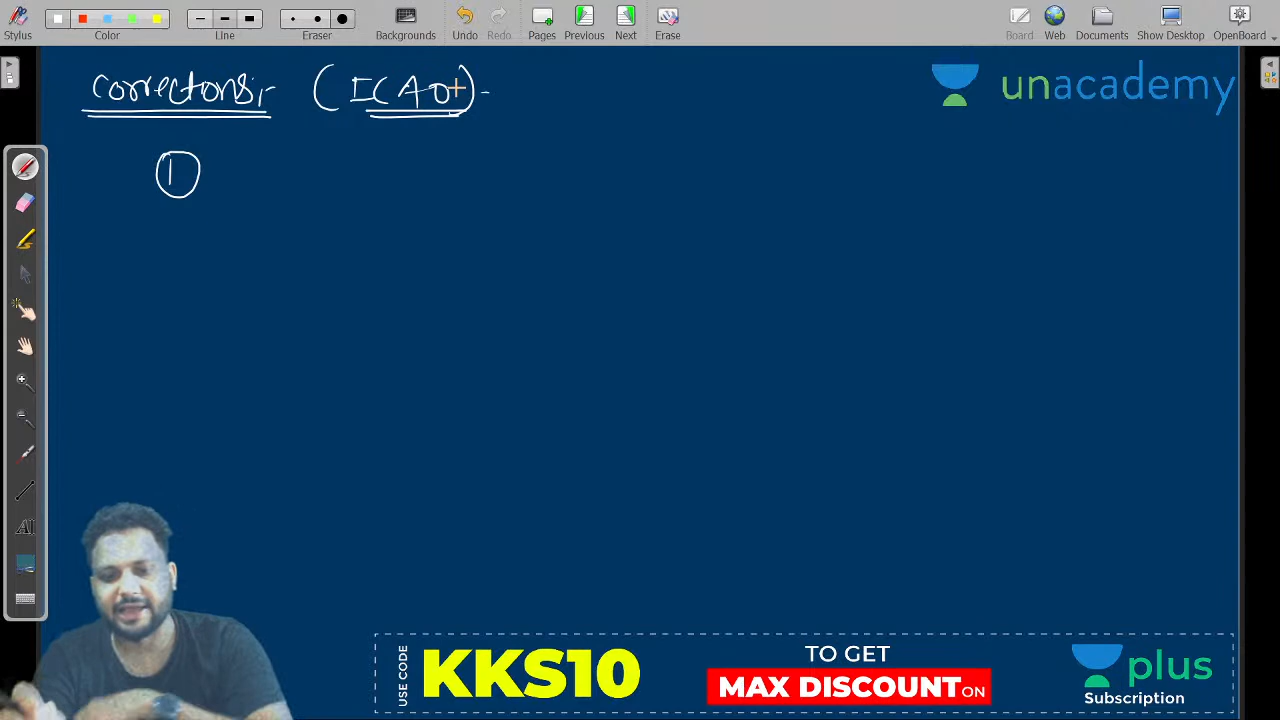 Stylus
Color
Line
Eraser
Backgrounds
Undo
Redo
Pages
Previous
Next
Erase
Board
Web
Documents
Show Desktop
OpenBoard
Correctons:- (ICAO) -
unacademy
①
USE CODE
KKS10
TO GET
MAX DISCOUNT ON
plus
Subscription